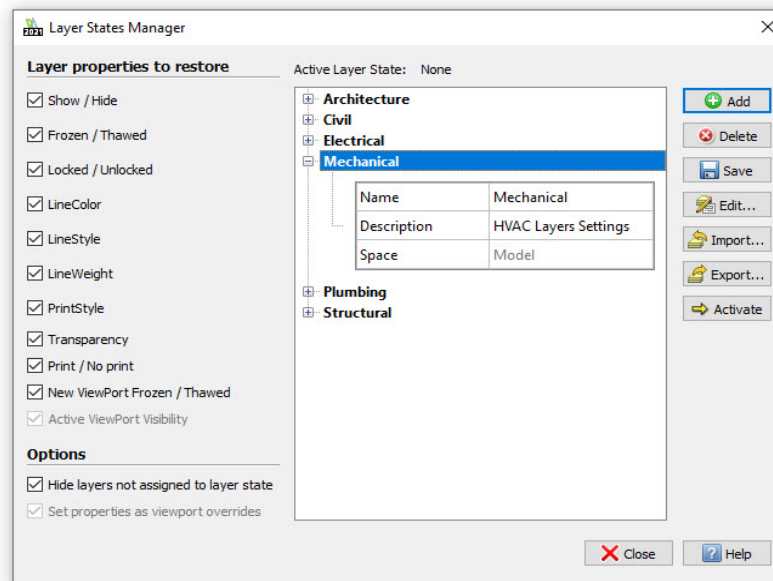 2021 Layer States Manager
Layer properties to restore
Show / Hide
Frozen / Thawed
Locked / Unlocked
LineColor
LineStyle
LineWeight
PrintStyle
Transparency
Print / No print
New ViewPort Frozen / Thawed
Active ViewPort Visibility
Options
Hide layers not assigned to layer state
Set properties as viewport overrides
Active Layer State: None
Architecture
Civil
Electrical
Mechanical
Name Mechanical
Description HVAC Layers Settings
Space Model
Plumbing
Structural
Add
Delete
Save
Edit...
Import...
Export...
Activate
Close
Help